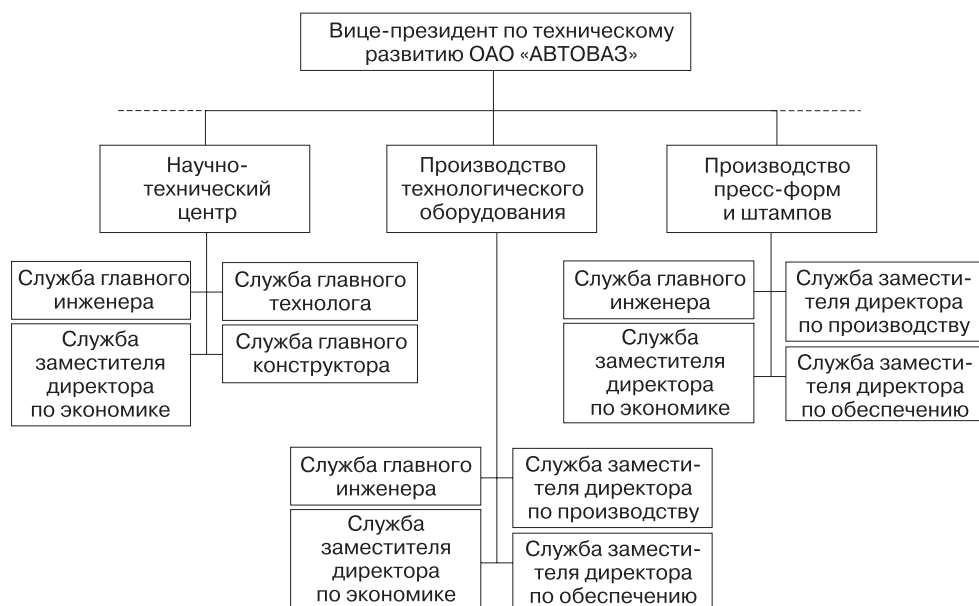 Вице-президент по техническому
развитию ОАО «АВТОВАЗ»
Научно-
технический
центр
Производство
технологического
оборудования
Производство
пресс-форм
и штампов
Служба главного
инженера
Служба главного
технолога
Служба
заместителя
директора
по экономике
Служба главного
конструктора
Служба главного
инженера
Служба замести-
теля директора
по производству
Служба
заместителя
директора
по экономике
Служба замести-
теля директора
по обеспечению
Служба главного
инженера
Служба замести-
теля директора
по производству
Служба
заместителя
директора
по экономике
Служба замести-
теля директора
по обеспечению